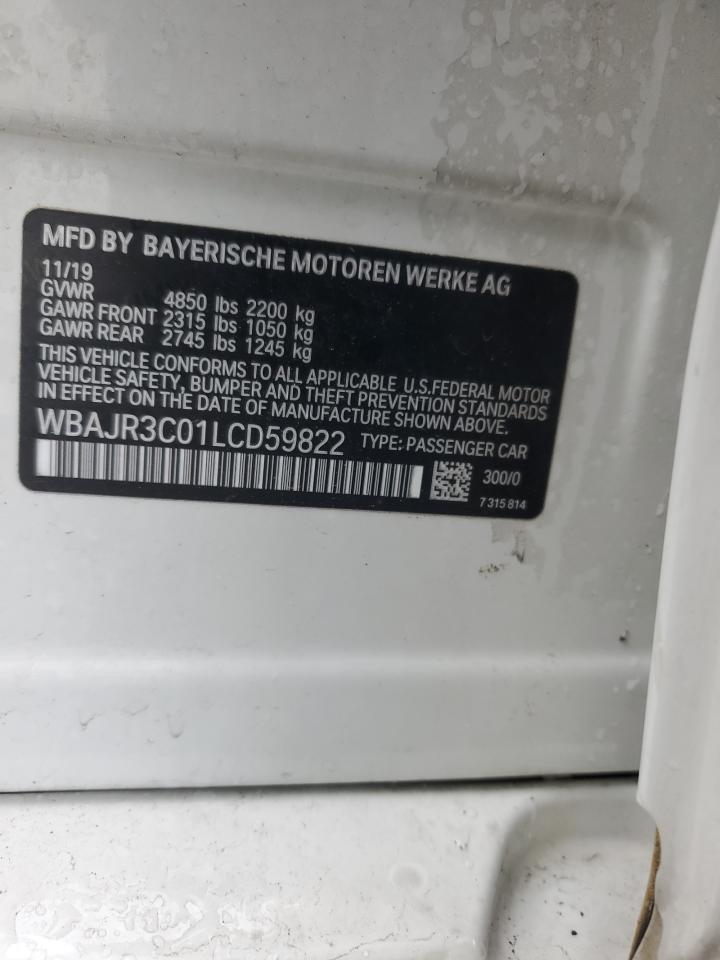 MFD BY BAYERISCHE MOTOREN WERKE AG
11/19
GVWR 4850 lbs 2200 kg
GAWR FRONT 2315 lbs 1050 kg
GAWR REAR 2745 lbs 1245 kg
THIS VEHICLE CONFORMS TO ALL APPLICABLE U.S.FEDERAL MOTOR
VEHICLE SAFETY, BUMPER AND THEFT PREVENTION STANDARDS
IN EFFECT ON THE DATE OF MANUFACTURE SHOWN ABOVE.
WBAJR3C01LCD59822 TYPE: PASSENGER CAR
300/0
7 315 814